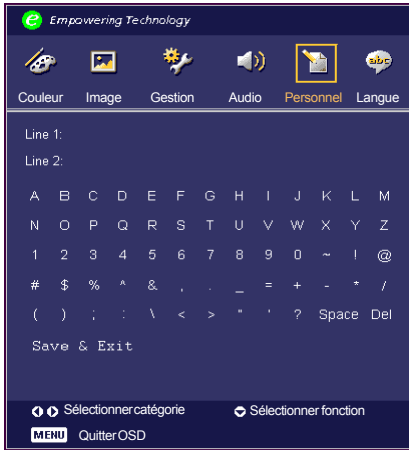 Empowering Technology
Couleur Image Gestion Audio Personnel Langue
abc
Line 1:
Line 2:
A B C D E F G H I J K L M
N O P Q R S T U V W X Y Z
1 2 3 4 5 6 7 8 9 0 ~ ! @
# $ % ^ & , . _ = + - * /
( ) ; : \ < > " ' ? Space Del
Save & Exit
Sélectionner catégorie Sélectionner fonction
MENU Quitter OSD